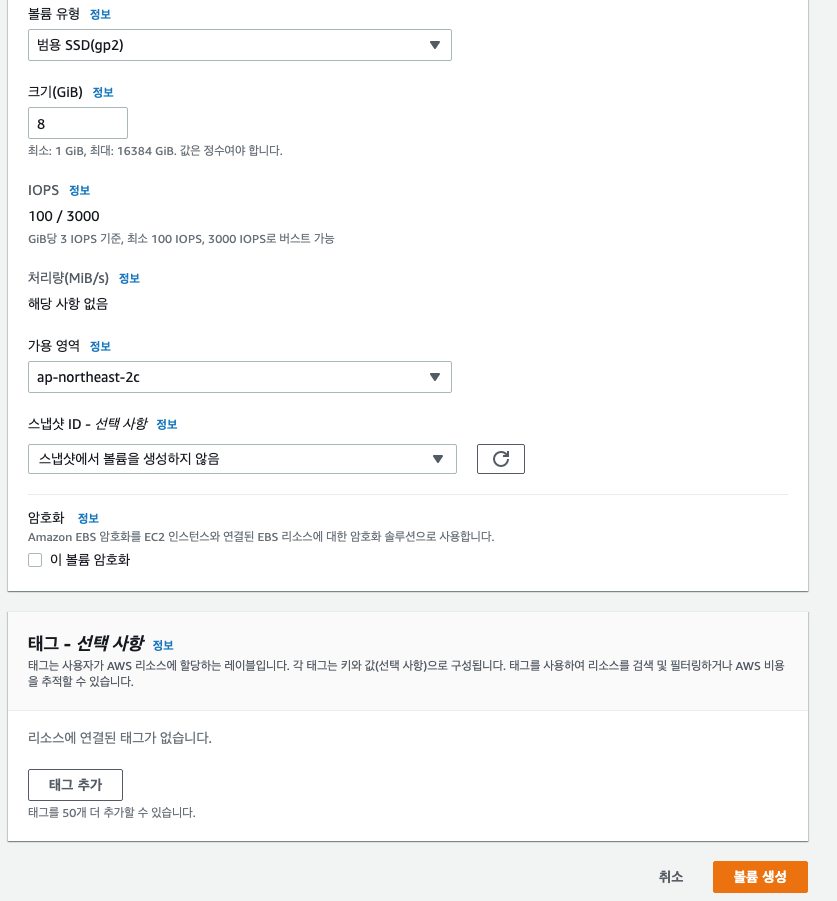 볼륨 유형 정보
범용 SSD(gp2)
크기(GiB) 정보
8
최소: 1 GiB, 최대: 16384 GiB. 값은 정수여야 합니다.
IOPS 정보
100 / 3000
GiB당 3 IOPS 기준, 최소 100 IOPS, 3000 IOPS로 버스트 가능
처리량(MiB/s) 정보
해당 사항 없음
가용 영역 정보
ap-northeast-2c
스냅샷 ID - 선택 사항 정보
스냅샷에서 볼륨을 생성하지 않음
암호화 정보
Amazon EBS 암호화를 EC2 인스턴스와 연결된 EBS 리소스에 대한 암호화 솔루션으로 사용합니다.
이 볼륨 암호화
태그 - 선택 사항 정보
태그는 사용자가 AWS 리소스에 할당하는 레이블입니다. 각 태그는 키와 값(선택 사항)으로 구성됩니다. 태그를 사용하여 리소스를 검색 및 필터링하거나 AWS 비용
을 추적할 수 있습니다.
리소스에 연결된 태그가 없습니다.
태그 추가
태그를 50개 더 추가할 수 있습니다.
취소 볼륨 생성